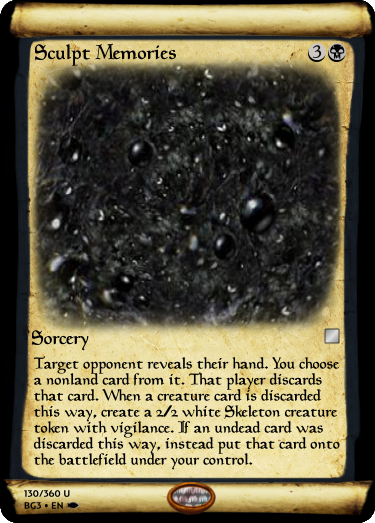 Sculpt Memories 3
Sorcery
Target opponent reveals their hand. You choose
a nonland card from it. That player discards
that card. When a creature card is discarded
this way, create a 2/2 white Skeleton creature
token with vigilance. If an undead card was
discarded this way, instead put that card onto
the battlefield under your control.
130/360 U
BG3 • EN